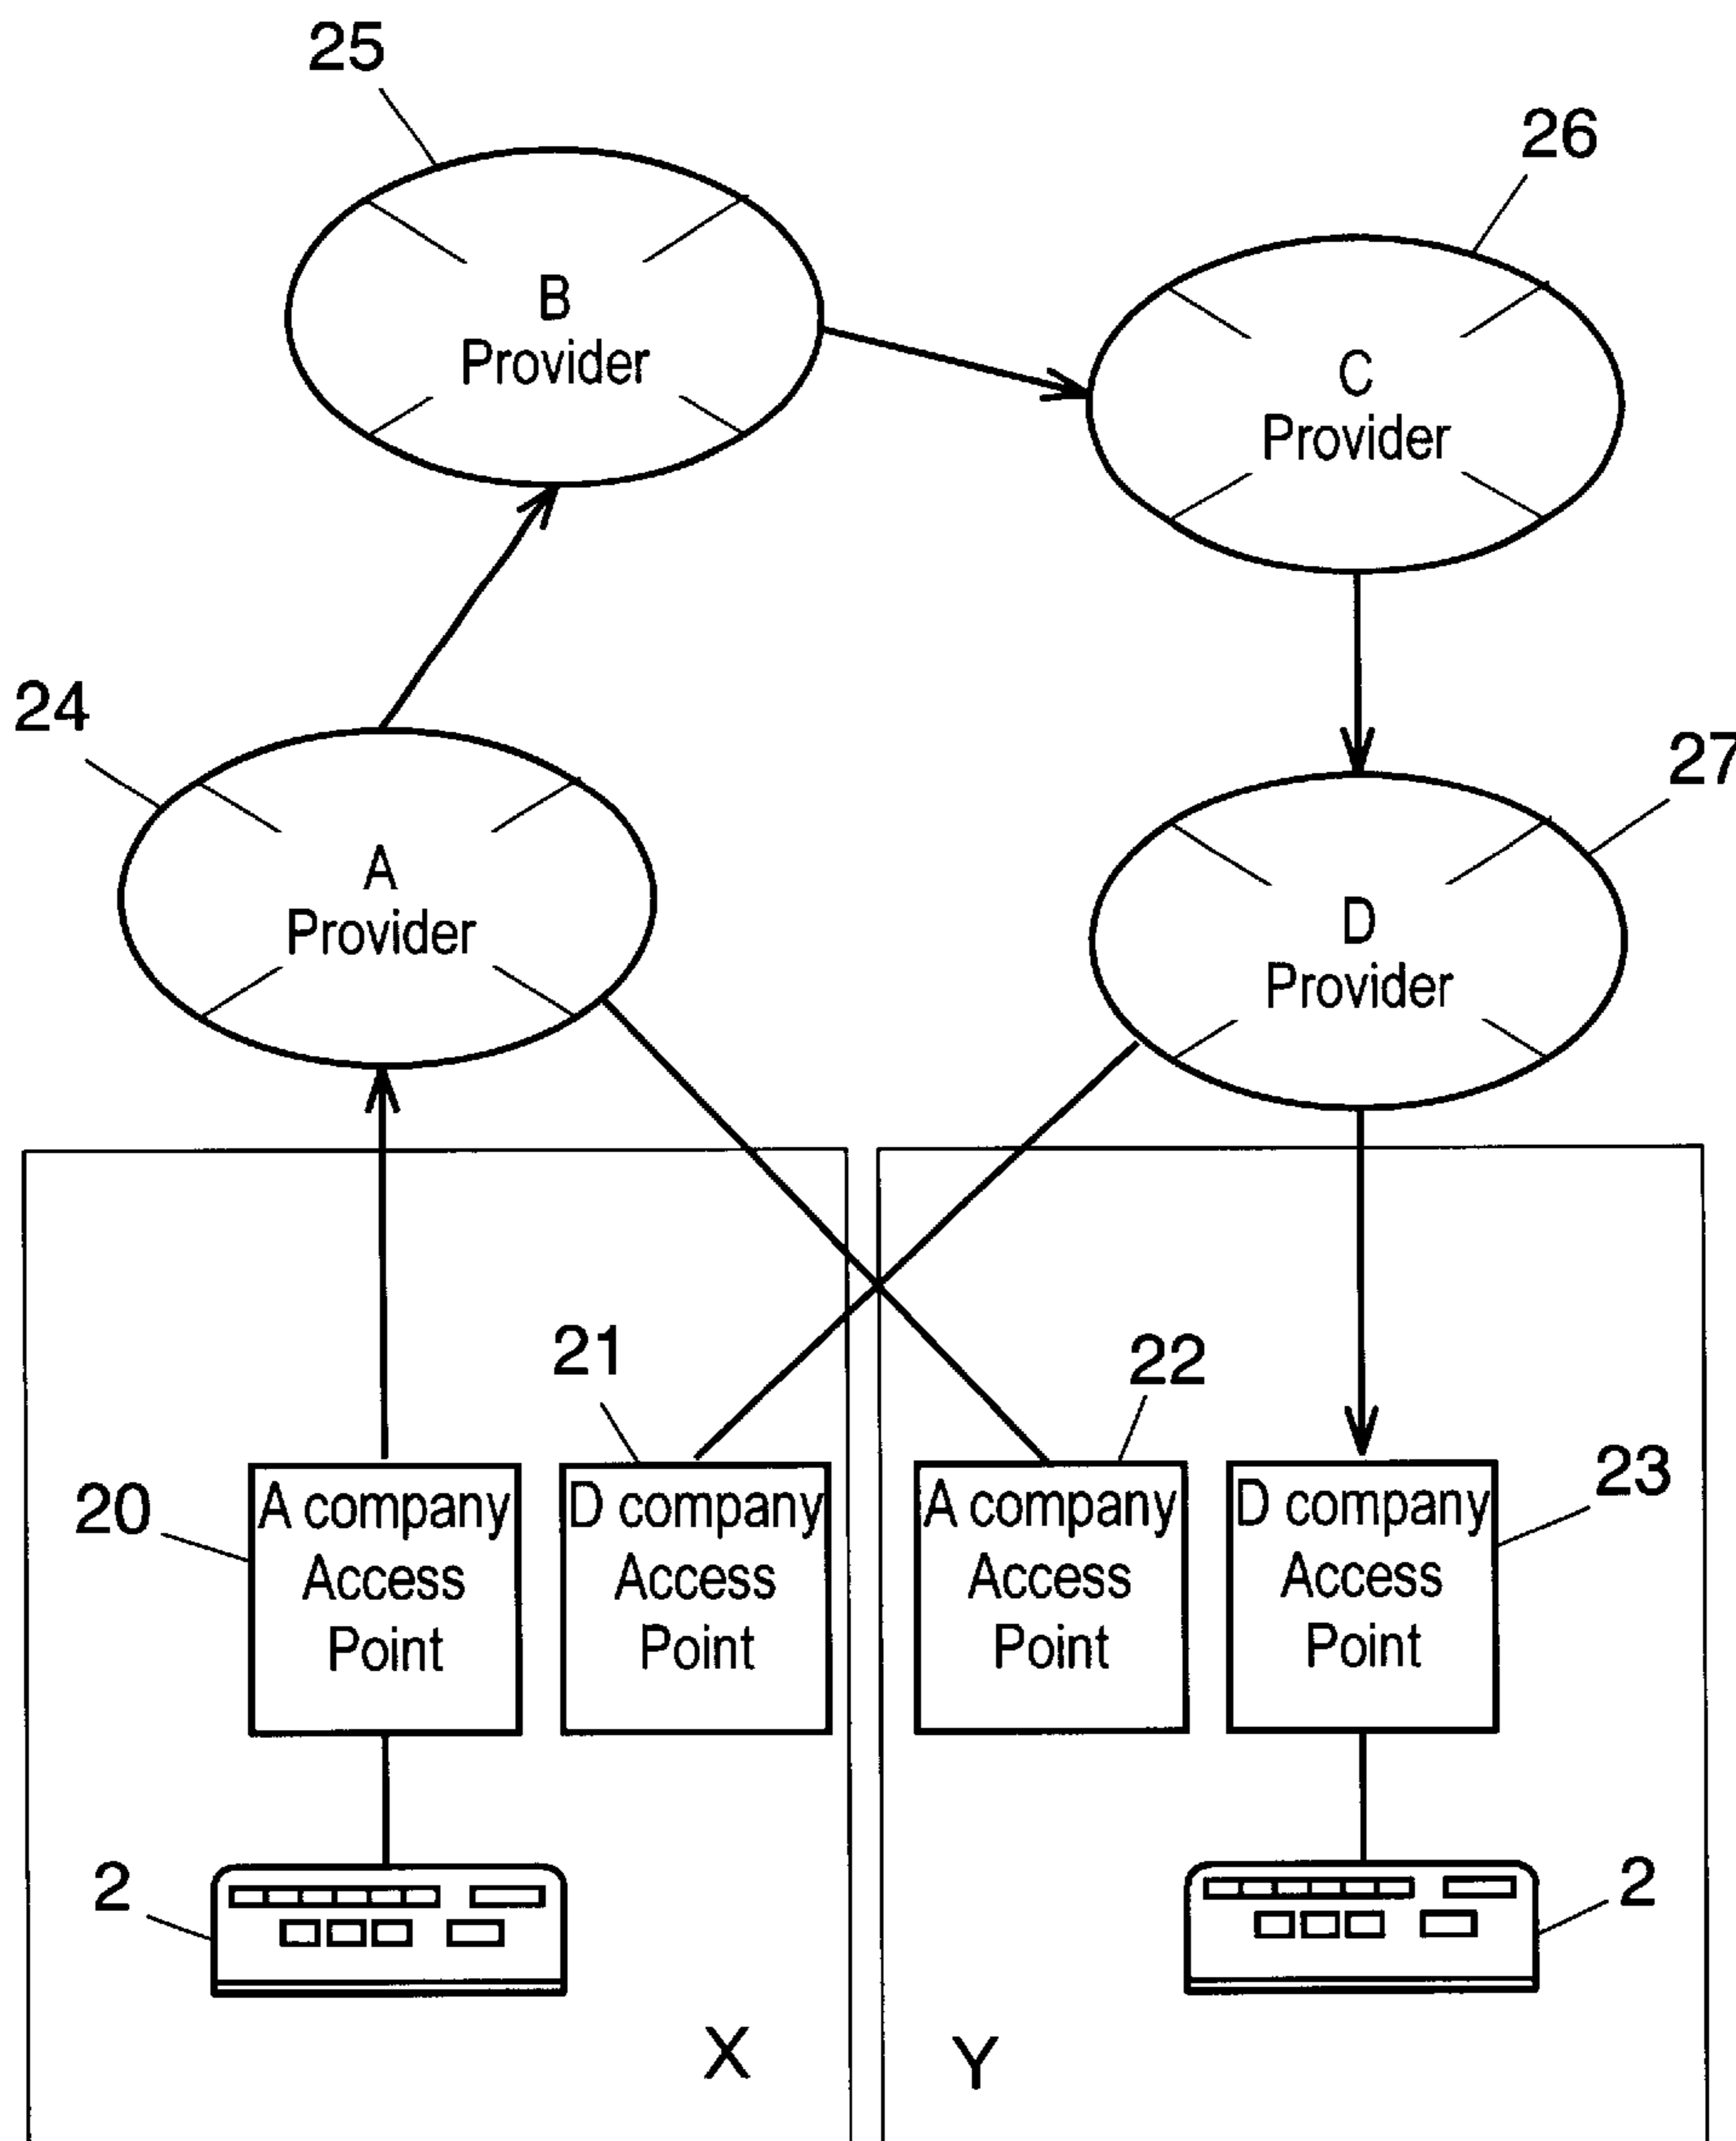 25
26
B
Provider
C
Provider
24
27
A
Provider
D
Provider
21
22
20
A company
Access
Point
D company
Access
Point
A company
Access
Point
D company
Access
Point
23
2
2
X
Y